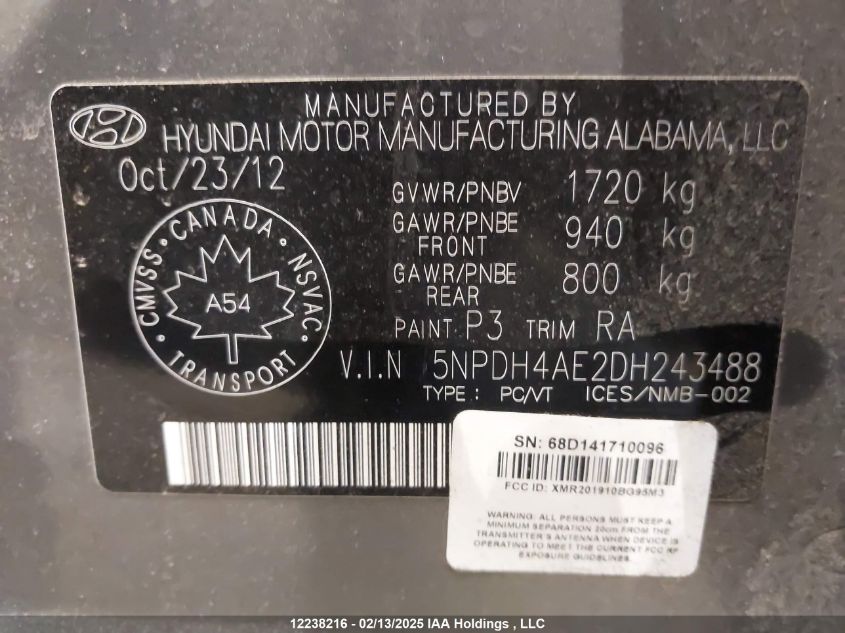 MANUFACTURED BY
HYUNDAI MOTOR MANUFACTURING ALABAMA, LLC
Oct/23/12
GVWR/PNBV 1720 kg
GAWR/PNBE FRONT 940 kg
GAWR/PNBE REAR 800 kg
CANADA
CMVSS · NSVAC
A54
TRANSPORT
PAINT P3 TRIM RA
V.I.N 5NPDH4AE2DH243488
TYPE : PC/VT ICES/NMB-002
SN: 68D141710096
FCC ID: XMR201910BG95M3
WARNING: ALL PERSONS MUST KEEP A
MINIMUM SEPARATION 20cm FROM THE
TRANSMITTER'S ANTENNA WHEN DEVICE IS
OPERATING TO MEET THE CURRENT FCC RF
EXPOSURE GUIDELINES.
12238216 - 02/13/2025 IAA Holdings , LLC